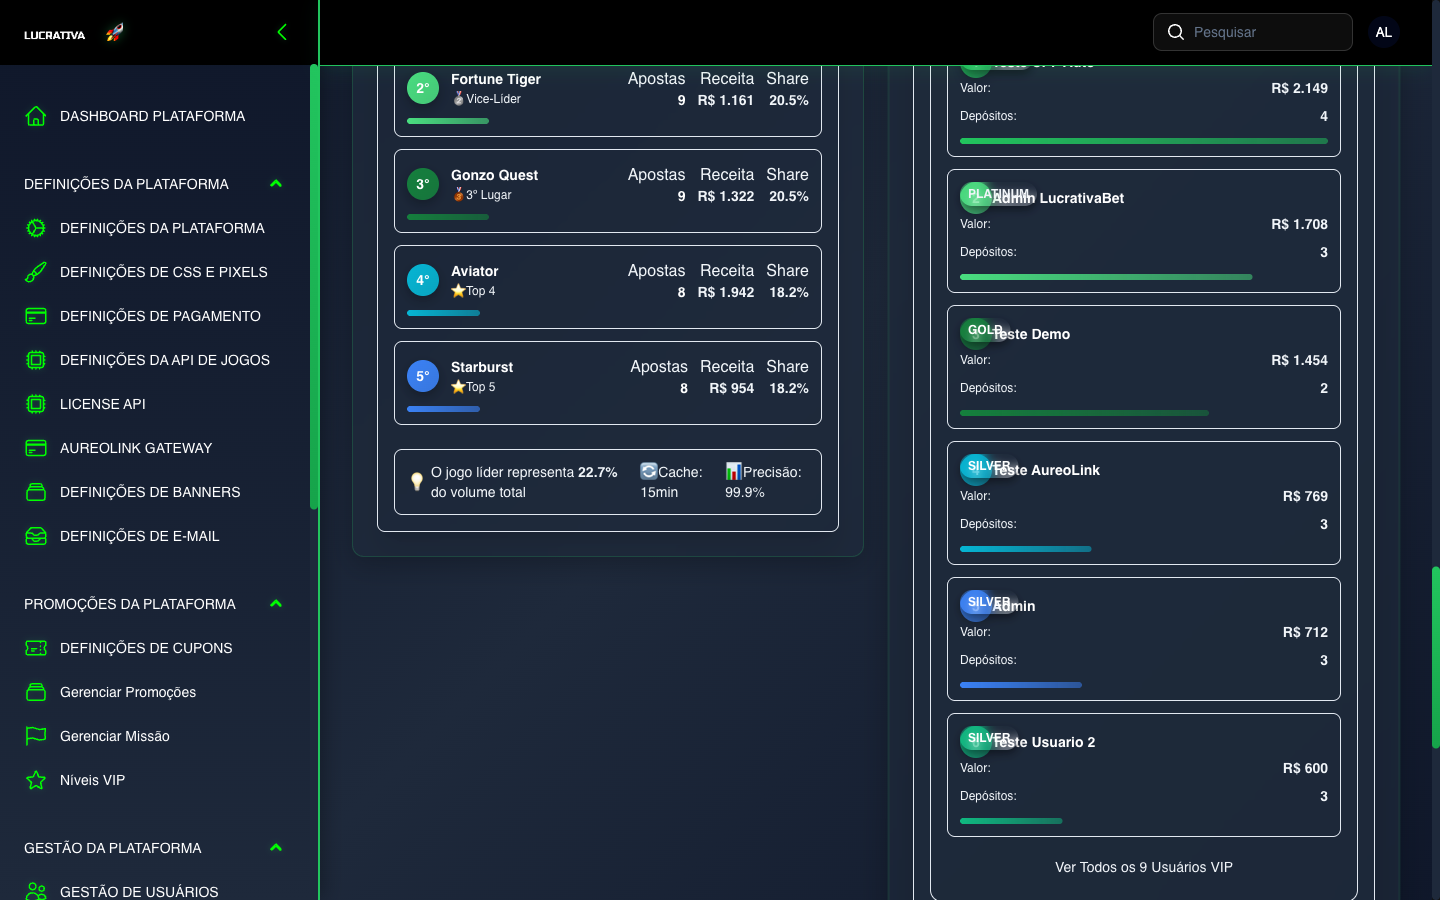 LUCRATIVA
Pesquisar
AL
DASHBOARD PLATAFORMA
DEFINIÇÕES DA PLATAFORMA
DEFINIÇÕES DA PLATAFORMA
DEFINIÇÕES DE CSS E PIXELS
DEFINIÇÕES DE PAGAMENTO
DEFINIÇÕES DA API DE JOGOS
LICENSE API
AUREOLINK GATEWAY
DEFINIÇÕES DE BANNERS
DEFINIÇÕES DE E-MAIL
PROMOÇÕES DA PLATAFORMA
DEFINIÇÕES DE CUPONS
Gerenciar Promoções
Gerenciar Missão
Níveis VIP
GESTÃO DA PLATAFORMA
GESTÃO DE USUÁRIOS
2° Fortune Tiger Apostas Receita Share
Vice-Líder 9 R$ 1.161 20.5%
3° Gonzo Quest Apostas Receita Share
3° Lugar 9 R$ 1.322 20.5%
4° Aviator Apostas Receita Share
Top 4 8 R$ 1.942 18.2%
5° Starburst Apostas Receita Share
Top 5 8 R$ 954 18.2%
O jogo líder representa 22.7% Cache: Precisão:
do volume total 15min 99.9%
Valor: R$ 2.149
Depósitos: 4
PLATINUM
Admin LucrativaBet
Valor: R$ 1.708
Depósitos: 3
GOLD
Teste Demo
Valor: R$ 1.454
Depósitos: 2
SILVER
Teste AureoLink
Valor: R$ 769
Depósitos: 3
SILVER
Admin
Valor: R$ 712
Depósitos: 3
SILVER
Teste Usuario 2
Valor: R$ 600
Depósitos: 3
Ver Todos os 9 Usuários VIP